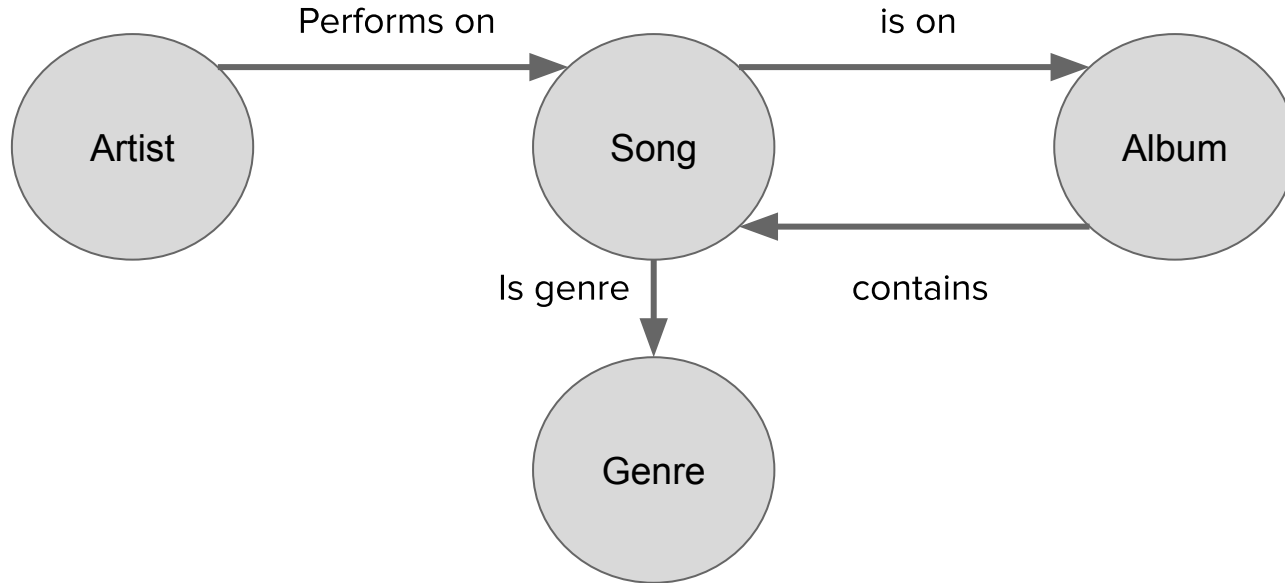 Performs on
is on
Artist
Song
Album
Is genre
contains
Genre